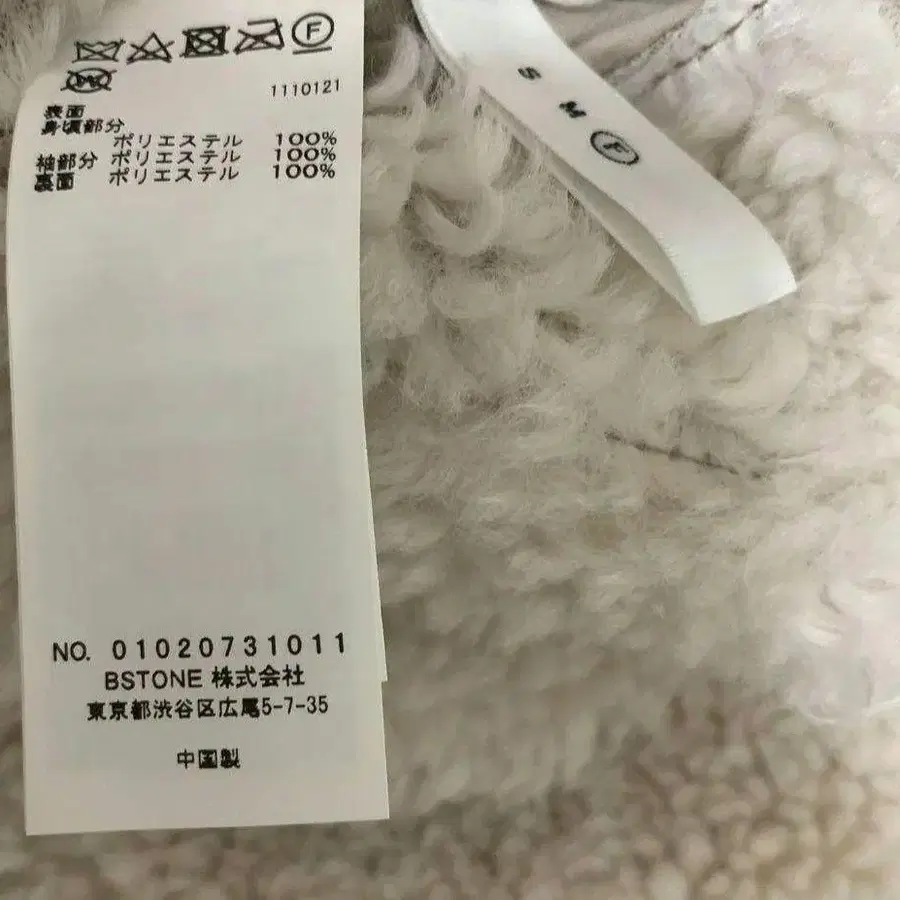 F
W
1110121
表面
身頃部分
ポリエステル 100%
袖部分 ポリエステル 100%
裏面 ポリエステル 100%
NO. 01020731011
BSTONE 株式会社
東京都渋谷区広尾5-7-35
中国製
S M F